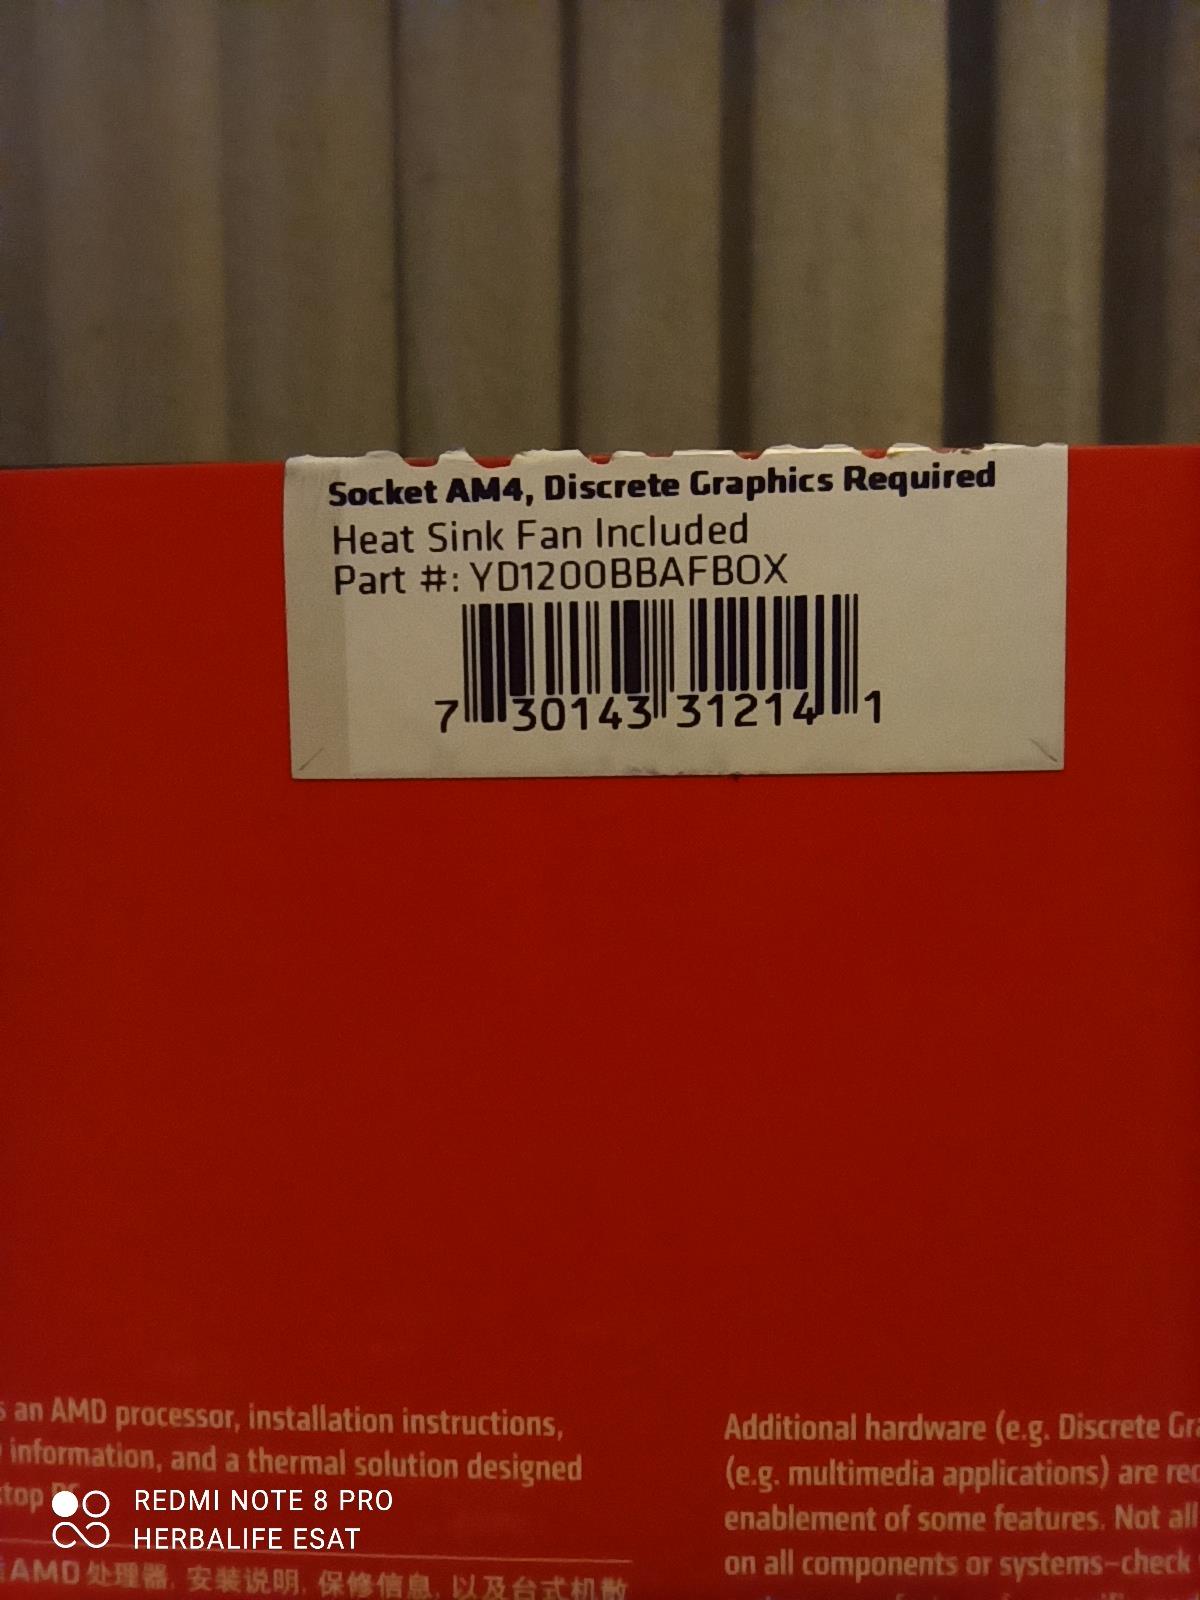 Socket AM4, Discrete Graphics Required
Heat Sink Fan Included
Part #: YD1200BBAFBOX
7 30143 31214 1
s an AMD processor, installation instructions,
information, and a thermal solution designed
ktop
Additional hardware (e.g. Discrete Gra
(e.g. multimedia applications) are req
enablement of some features. Not all
on all components or systems–check
AMD 处理器, 安装说明, 保修信息, 以及台式机散
REDMI NOTE 8 PRO
HERBALIFE ESAT